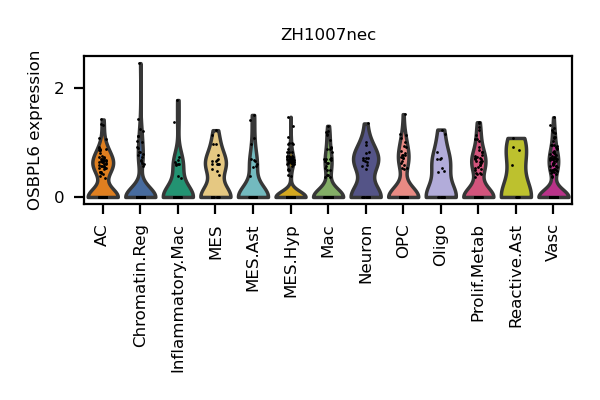 ZH1007nec
OSBPL6 expression
2
0
AC
Chromatin.Reg
Inflammatory.Mac
MES
MES.Ast
MES.Hyp
Mac
Neuron
OPC
Oligo
Prolif.Metab
Reactive.Ast
Vasc